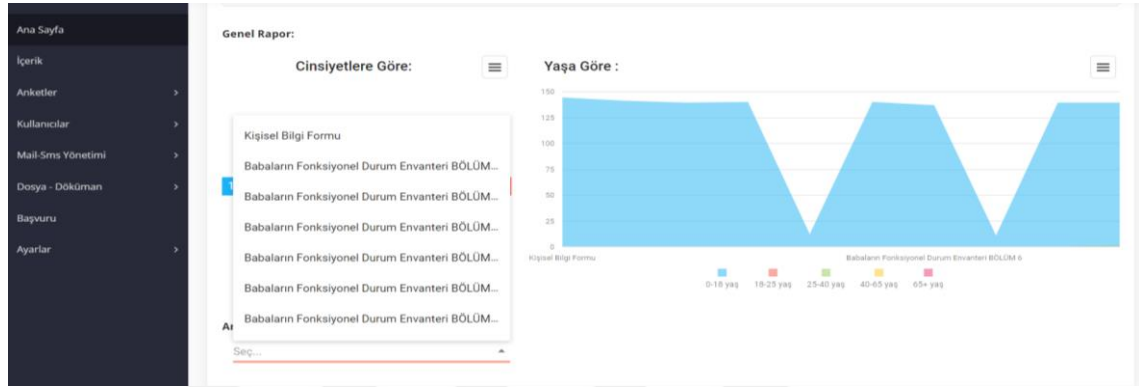 Ana Sayfa
İçerik
Anketler
Kullanıcılar
Mail-Sms Yönetimi
Dosya - Döküman
Başvuru
Ayarlar
Genel Rapor:
Cinsiyetlere Göre:
Kişisel Bilgi Formu
Babaların Fonksiyonel Durum Envanteri BÖLÜM...
Babaların Fonksiyonel Durum Envanteri BÖLÜM...
Babaların Fonksiyonel Durum Envanteri BÖLÜM...
Babaların Fonksiyonel Durum Envanteri BÖLÜM...
Babaların Fonksiyonel Durum Envanteri BÖLÜM...
Babaların Fonksiyonel Durum Envanteri BÖLÜM...
Seç...
Yaşa Göre :
150
125
100
75
50
25
0
Kişisel Bilgi Formu Babaların Fonksiyonel Durum Envanteri BÖLÜM 6
0-18 yaş 18-25 yaş 25-40 yaş 40-65 yaş 65+ yaş